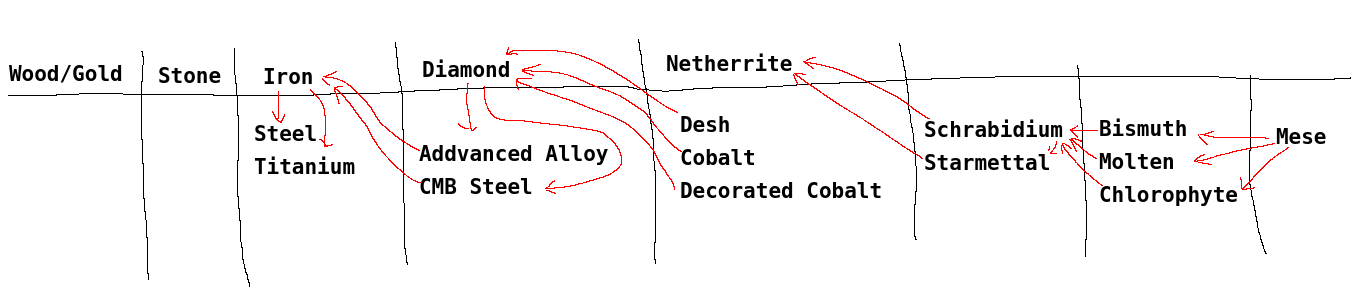 Wood/Gold
Stone
Iron
Steel
Titanium
Diamond
Addvanced Alloy
CMB Steel
Netherrite
Desh
Cobalt
Decorated Cobalt
Schrabidium
Starmettal
Bismuth
Molten
Chlorophyte
Mese